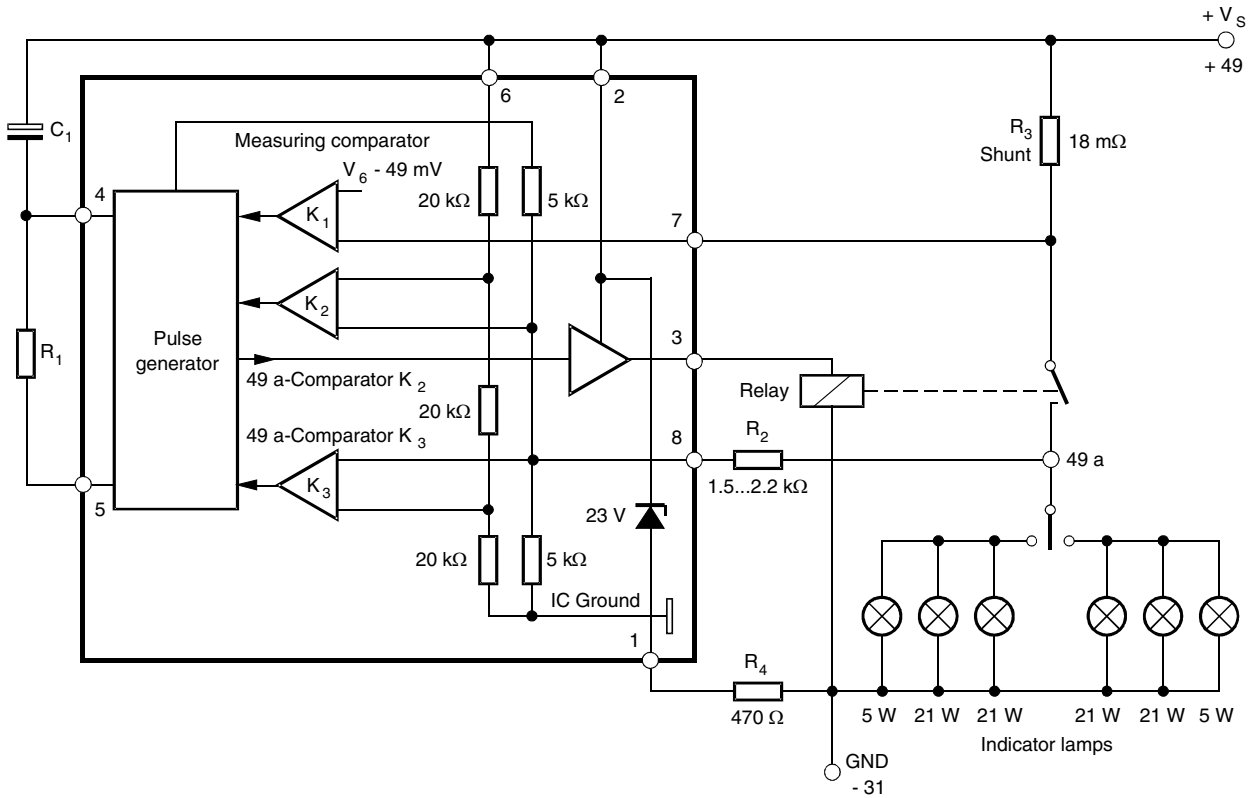 + V S
+ 49
6
2
C 1
Measuring comparator
R 3
Shunt
18 mΩ
V 6 - 49 mV
4
20 kΩ
5 kΩ
K 1
7
K 2
Pulse
generator
R 1
3
49 a-Comparator K 2
Relay
20 kΩ
49 a-Comparator K 3
8
R 2
49 a
1.5...2.2 kΩ
K 3
5
23 V
20 kΩ
5 kΩ
IC Ground
1
R 4
470 Ω
5 W
21 W
21 W
21 W
21 W
5 W
Indicator lamps
GND
- 31